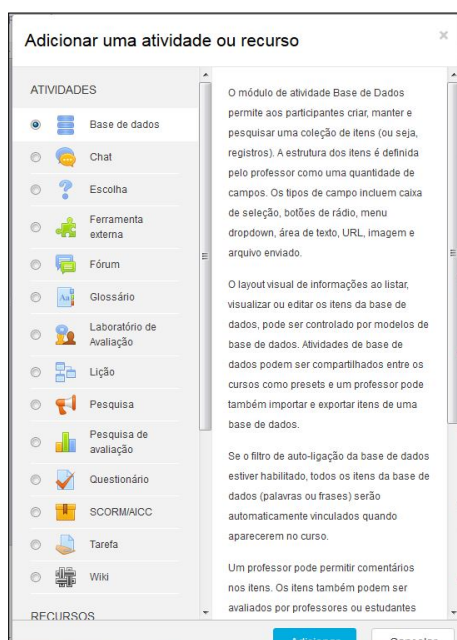 Adicionar uma atividade ou recurso
×
ATIVIDADES
Base de dados
Chat
Escolha
Ferramenta
externa
Fórum
Glossário
Laboratório de
Avaliação
Lição
Pesquisa
Pesquisa de
avaliação
Questionário
SCORM/AICC
Tarefa
Wiki
RECURSOS
O módulo de atividade Base de Dados
permite aos participantes criar, manter e
pesquisar uma coleção de itens (ou seja,
registros). A estrutura dos itens é definida
pelo professor como uma quantidade de
campos. Os tipos de campo incluem caixa
de seleção, botões de rádio, menu
dropdown, área de texto, URL, imagem e
arquivo enviado.
O layout visual de informações ao listar,
visualizar ou editar os itens da base de
dados, pode ser controlado por modelos de
base de dados. Atividades de base de
dados podem ser compartilhados entre os
cursos como presets e um professor pode
também importar e exportar itens de uma
base de dados.
Se o filtro de auto-ligação da base de dados
estiver habilitado, todos os itens da base de
dados (palavras ou frases) serão
automaticamente vinculados quando
aparecerem no curso.
Um professor pode permitir comentários
nos itens. Os itens também podem ser
avaliados por professores ou estudantes
Adicionar
Cancelar